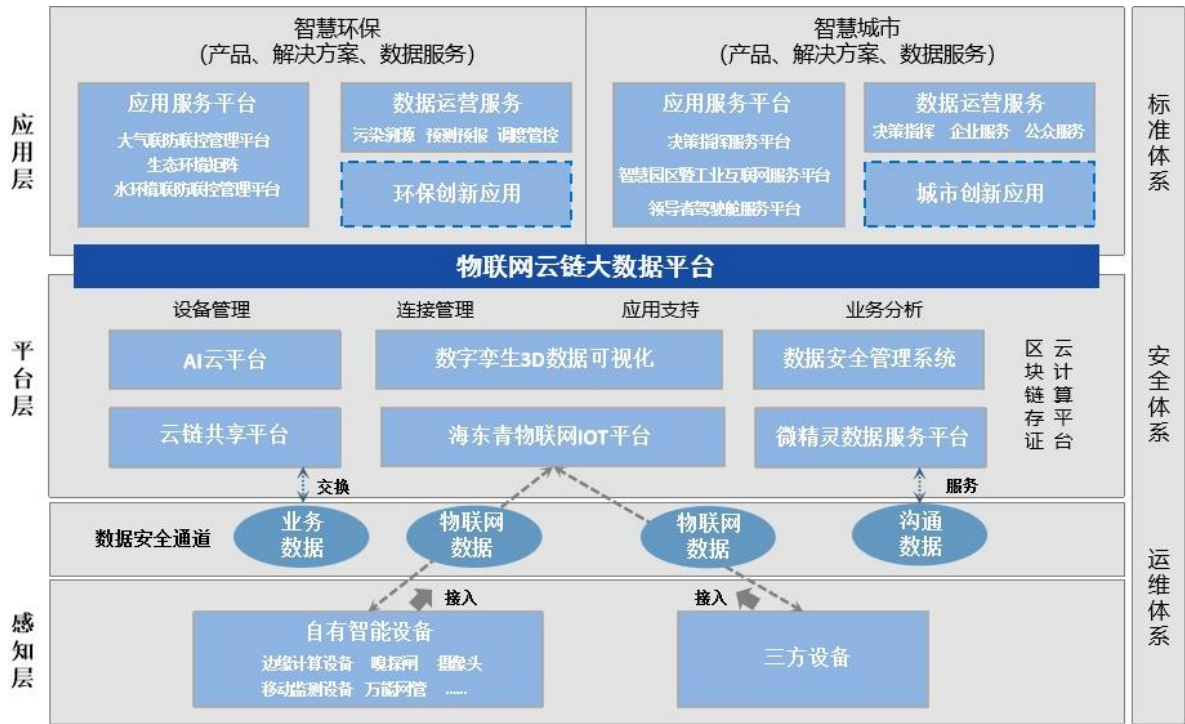 智慧环保
(产品、解决方案、数据服务)
智慧城市
(产品、解决方案、数据服务)
应用层
应用服务平台
大气联防联控管理平台
生态环境矩阵
水环境联防联控管理平台
数据运营服务
污染溯源 预测预报 调度管控
环保创新应用
应用服务平台
决策指挥服务平台
智慧园区暨工业互联网服务平台
领导者驾驶舱服务平台
数据运营服务
决策指挥 企业服务 公众服务
城市创新应用
物联网云链大数据平台
平台层
设备管理
连接管理
应用支持
业务分析
AI云平台
数字孪生3D数据可视化
数据安全管理系统
云链共享平台
海东青物联网IOT平台
微精灵数据服务平台
区块链存证
云计算平台
交换
服务
数据安全通道
业务
数据
物联网
数据
物联网
数据
沟通
数据
感知层
接入
接入
自有智能设备
边缘计算设备 嗅探闸 摄像头
移动监测设备 万能网管 ......
三方设备
标准体系
安全体系
运维体系